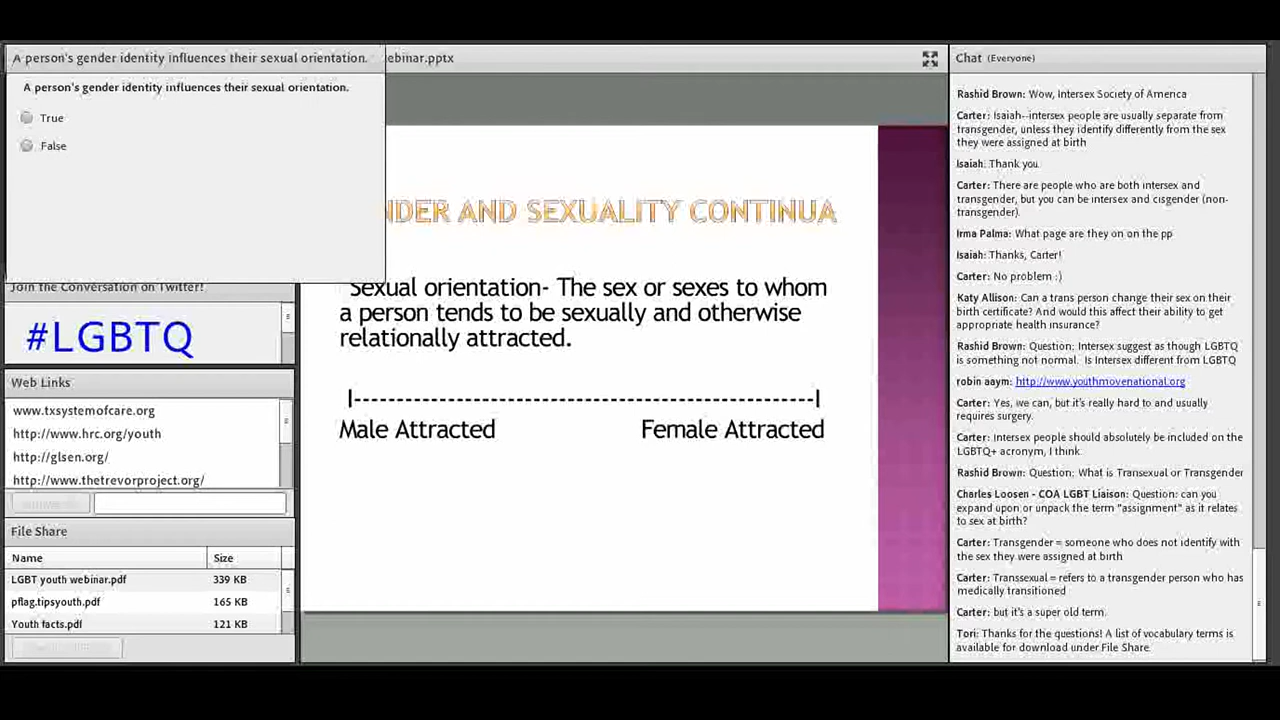 A person's gender identity influences their sexual orientation.
ebinar.pptx
A person's gender identity influences their sexual orientation.
True
False
NDER AND SEXUALITY CONTINUA
Sexual orientation- The sex or sexes to whom
a person tends to be sexually and otherwise
relationally attracted.
|--------------------------------------------------------|
Male Attracted Female Attracted
Join the Conversation on Twitter!
#LGBTQ
Web Links
www.txsystemofcare.org
http://www.hrc.org/youth
http://glsen.org/
http://www.thetrevorproject.org/
File Share
Name Size
LGBT youth webinar.pdf 339 KB
pflag.tipsyouth.pdf 165 KB
Youth facts.pdf 121 KB
Chat (Everyone)
Rashid Brown: Wow, Intersex Society of America
Carter: Isaiah--intersex people are usually separate from
transgender, unless they identify differently from the sex
they were assigned at birth
Isaiah: Thank you.
Carter: There are people who are both intersex and
transgender, but you can be intersex and cisgender (non-
transgender).
Irma Palma: What page are they on on the pp
Isaiah: Thanks, Carter!
Carter: No problem :)
Katy Allison: Can a trans person change their sex on their
birth certificate? And would this affect their ability to get
appropriate health insurance?
Rashid Brown: Question: Intersex suggest as though LGBTQ
is something not normal. Is Intersex different from LGBTQ
robin aaym: http://www.youthmovenational.org
Carter: Yes, we can, but it's really hard to and usually
requires surgery.
Carter: Intersex people should absolutely be included on the
LGBTQ+ acronym, I think.
Rashid Brown: Question: What is Transexual or Transgender
Charles Loosen - COA LGBT Liaison: Question: can you
expand upon or unpack the term "assignment" as it relates
to sex at birth?
Carter: Transgender = someone who does not identify with
the sex they were assigned at birth
Carter: Transsexual = refers to a transgender person who has
medically transitioned
Carter: but it's a super old term.
Tori: Thanks for the questions! A list of vocabulary terms is
available for download under File Share.